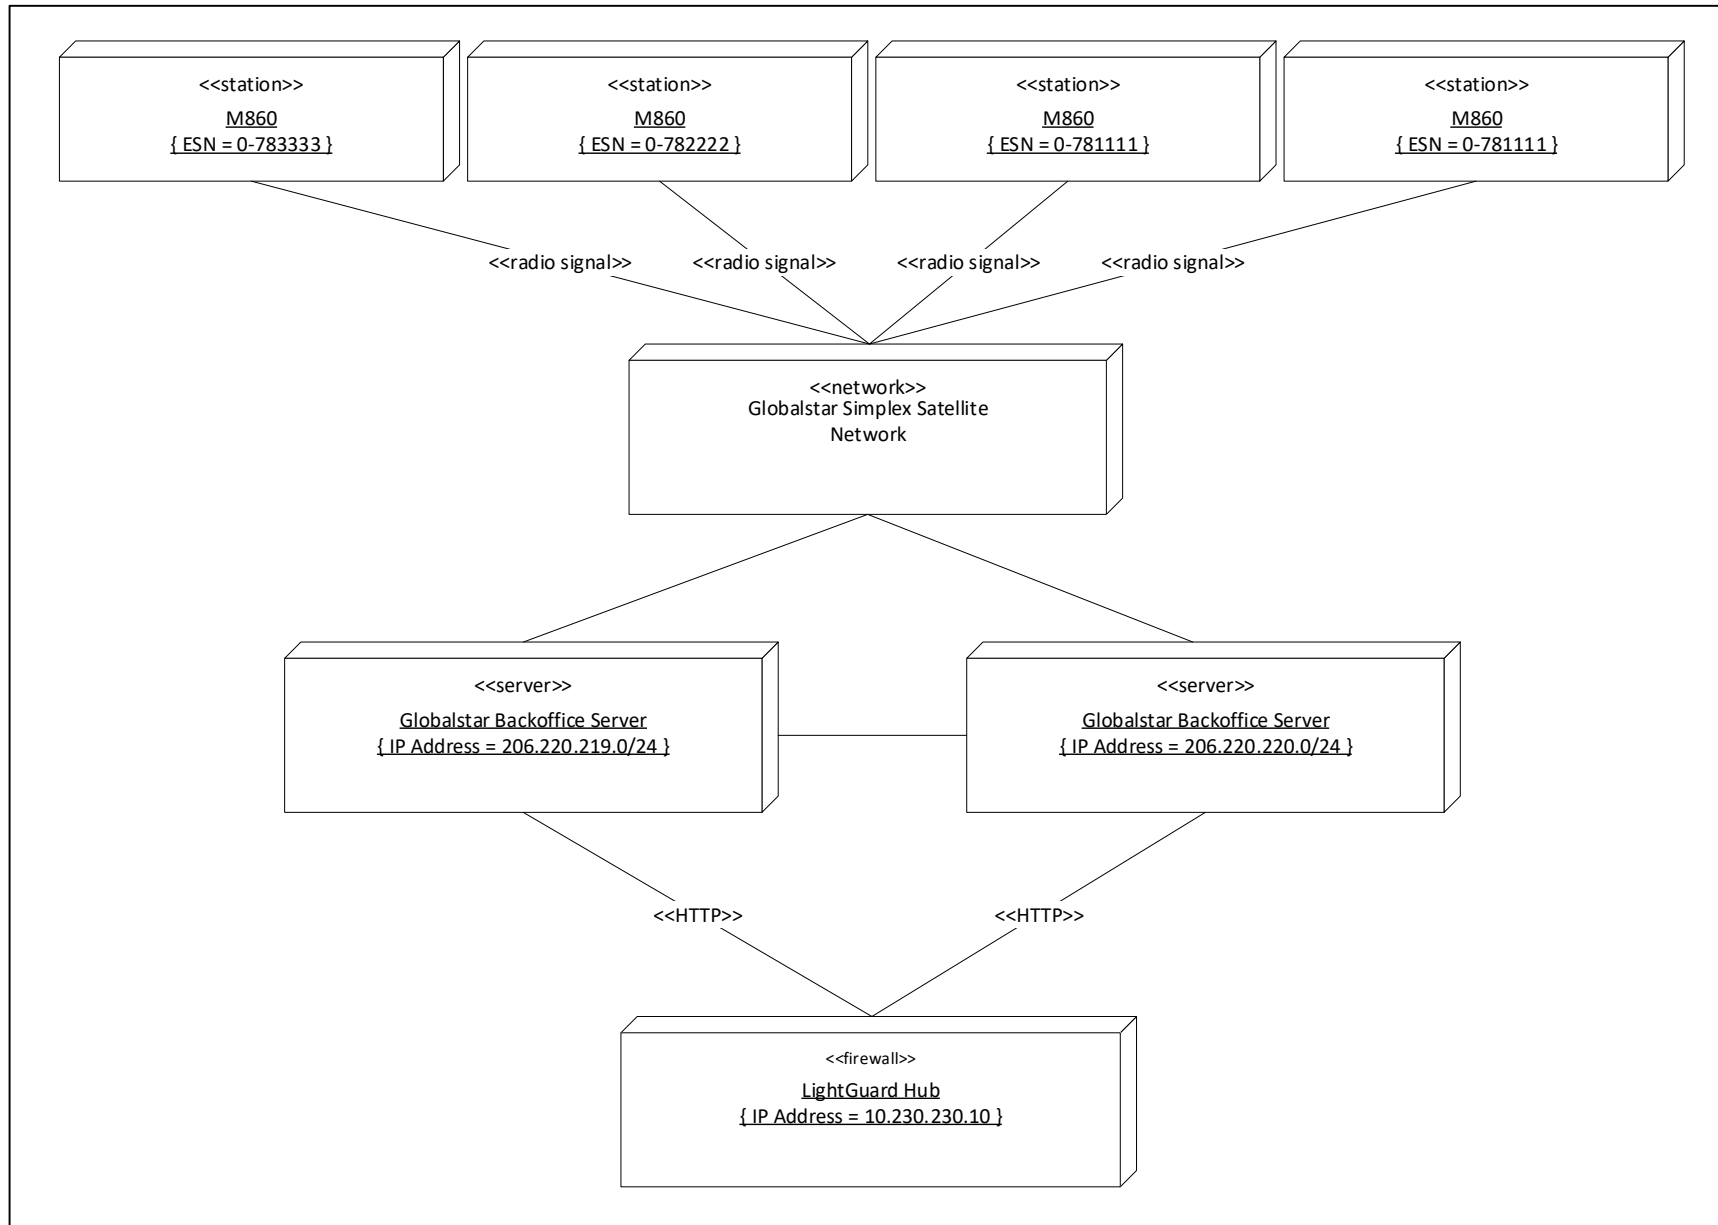 <<station>>
M860
{ ESN = 0-783333 }
<<station>>
M860
{ ESN = 0-782222 }
<<station>>
M860
{ ESN = 0-781111 }
<<station>>
M860
{ ESN = 0-781111 }
<<radio signal>>
<<radio signal>>
<<radio signal>>
<<radio signal>>
<<network>>
Globalstar Simplex Satellite
Network
<<server>>
Globalstar Backoffice Server
{ IP Address = 206.220.219.0/24 }
<<server>>
Globalstar Backoffice Server
{ IP Address = 206.220.220.0/24 }
<<HTTP>>
<<HTTP>>
<<firewall>>
LightGuard Hub
{ IP Address = 10.230.230.10 }